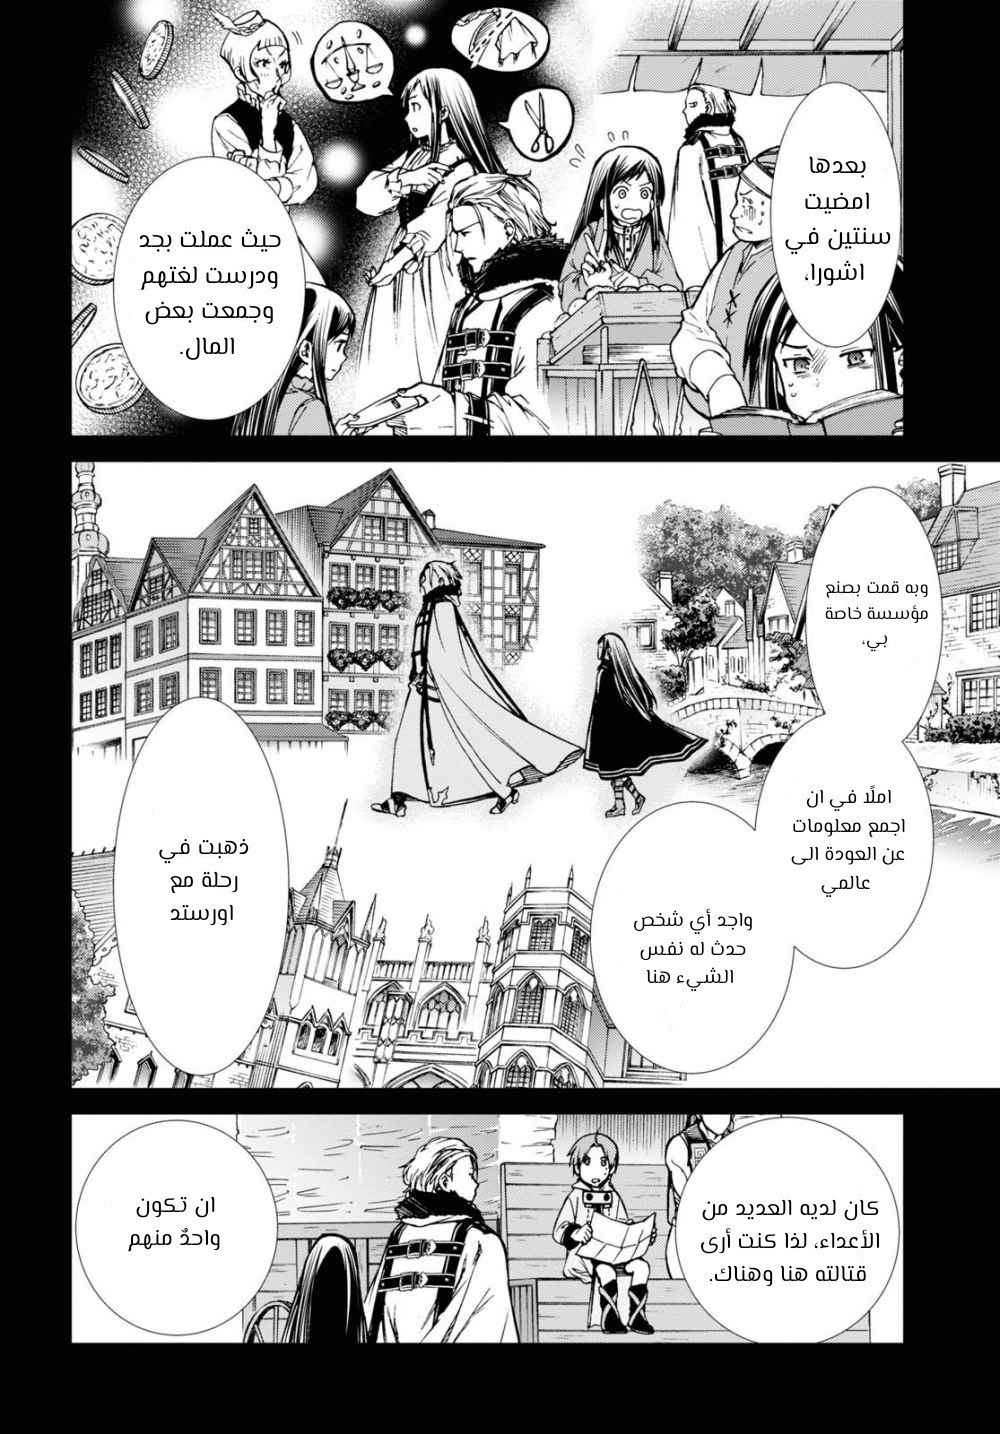 بعدها
امضيت
سنتين في
اشورا،
حيث عملت بجد
ودرست لغتهم
وجمعت بعض
المال.
وبه قمت بصنع
مؤسسة خاصة
بي،
املًا في ان
اجمع معلومات
عن العودة الى
عالمي
واجد أي شخص
حدث له نفس
الشيء هنا
ذهبت في
رحلة مع
اورستد
كان لديه العديد من
الأعداء، لذا كنت أرى
قتالته هنا وهناك.
ان تكون
واحدٌ منهم